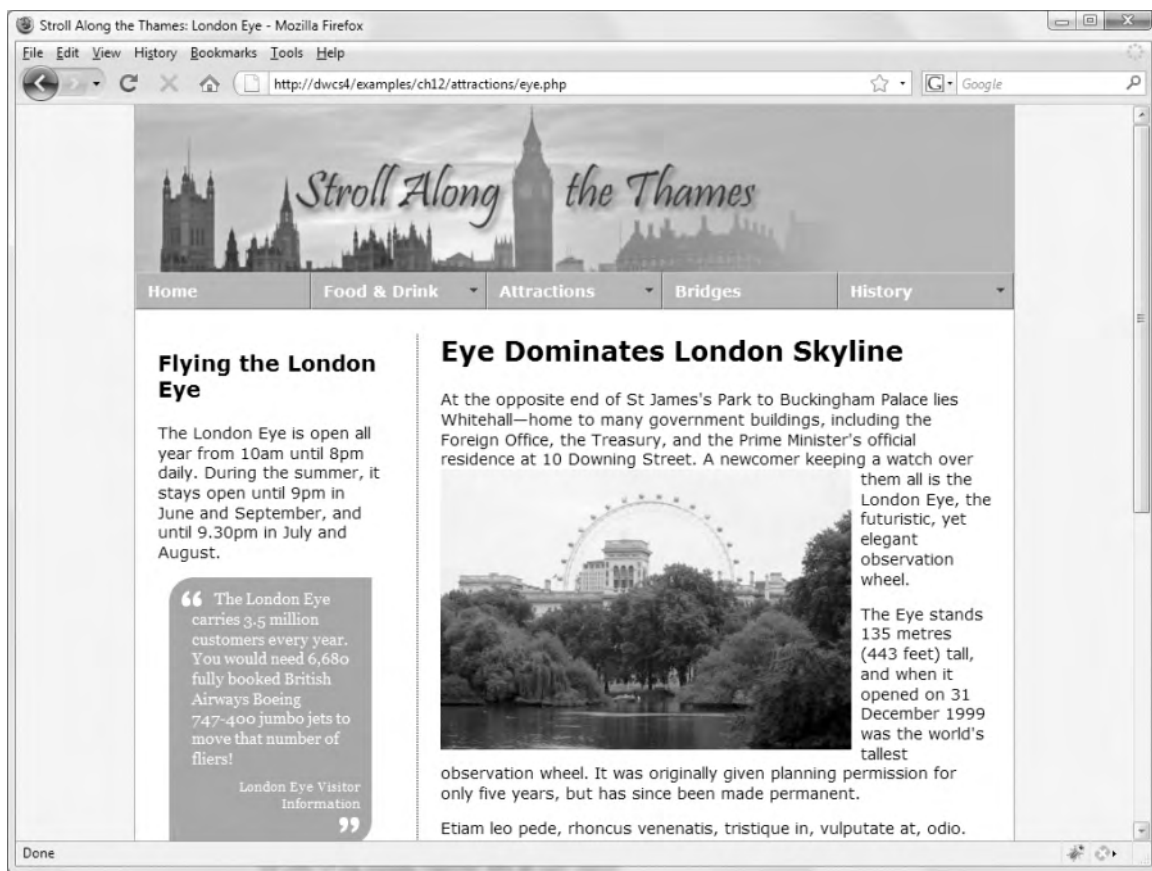 Stroll Along the Thames: London Eye - Mozilla Firefox
File Edit View History Bookmarks Tools Help
http://dwcs4/examples/ch12/attractions/eye.php
G Google
Stroll Along the Thames
Home Food & Drink Attractions Bridges History
Flying the London
Eye
The London Eye is open all
year from 10am until 8pm
daily. During the summer, it
stays open until 9pm in
June and September, and
until 9.30pm in July and
August.
“ The London Eye
carries 3.5 million
customers every year.
You would need 6,680
fully booked British
Airways Boeing
747-400 jumbo jets to
move that number of
fliers!
London Eye Visitor
Information
”
Eye Dominates London Skyline
At the opposite end of St James's Park to Buckingham Palace lies
Whitehall—home to many government buildings, including the
Foreign Office, the Treasury, and the Prime Minister's official
residence at 10 Downing Street. A newcomer keeping a watch over
them all is the
London Eye, the
futuristic, yet
elegant
observation
wheel.
The Eye stands
135 metres
(443 feet) tall,
and when it
opened on 31
December 1999
was the world's
tallest
observation wheel. It was originally given planning permission for
only five years, but has since been made permanent.
Etiam leo pede, rhoncus venenatis, tristique in, vulputate at, odio.
Done